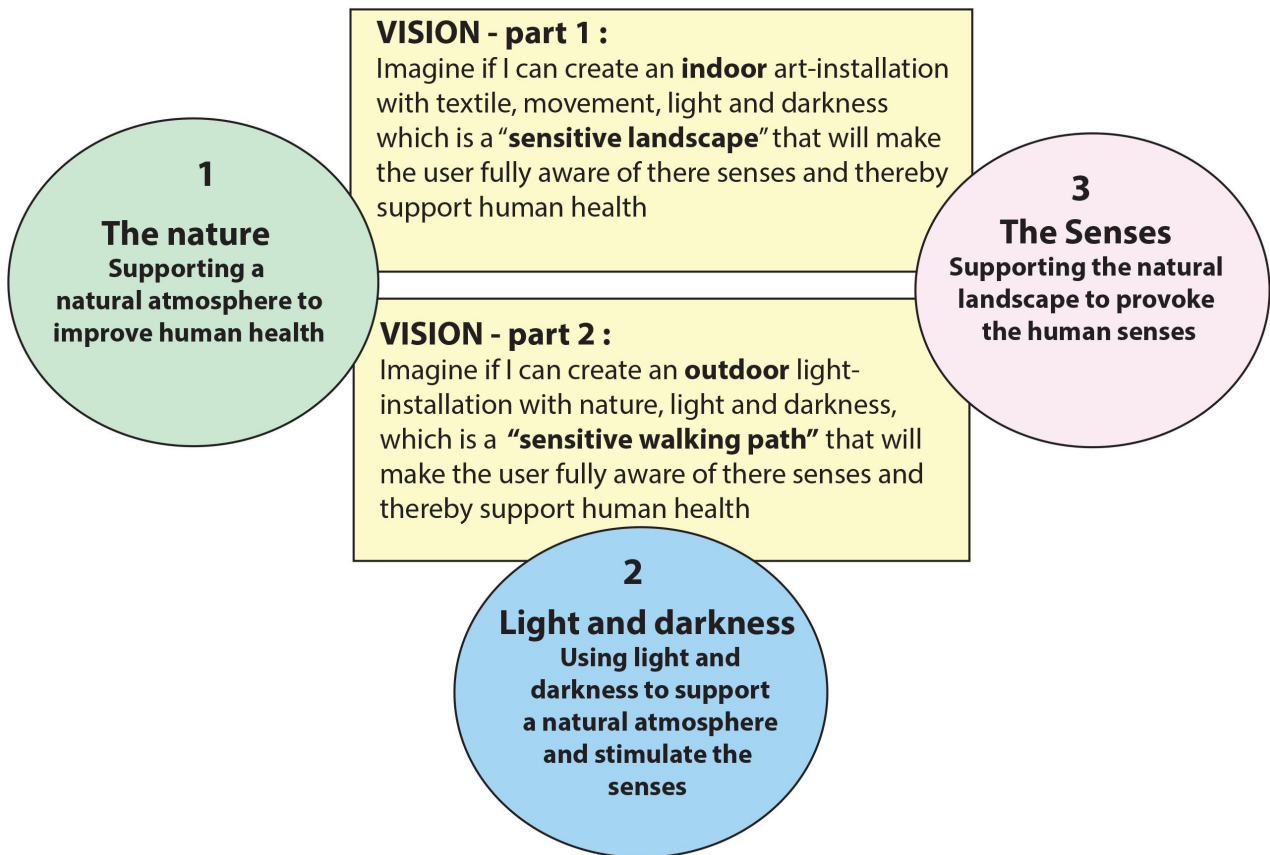 VISION - part 1 :
Imagine if I can create an indoor art-installation
with textile, movement, light and darkness
which is a “sensitive landscape” that will make
the user fully aware of there senses and thereby
support human health
1
The nature
Supporting a
natural atmosphere to
improve human health
3
The Senses
Supporting the natural
landscape to provoke
the human senses
VISION - part 2 :
Imagine if I can create an outdoor light-
installation with nature, light and darkness,
which is a “sensitive walking path” that will
make the user fully aware of there senses and
thereby support human health
2
Light and darkness
Using light and
darkness to support
a natural atmosphere
and stimulate the
senses